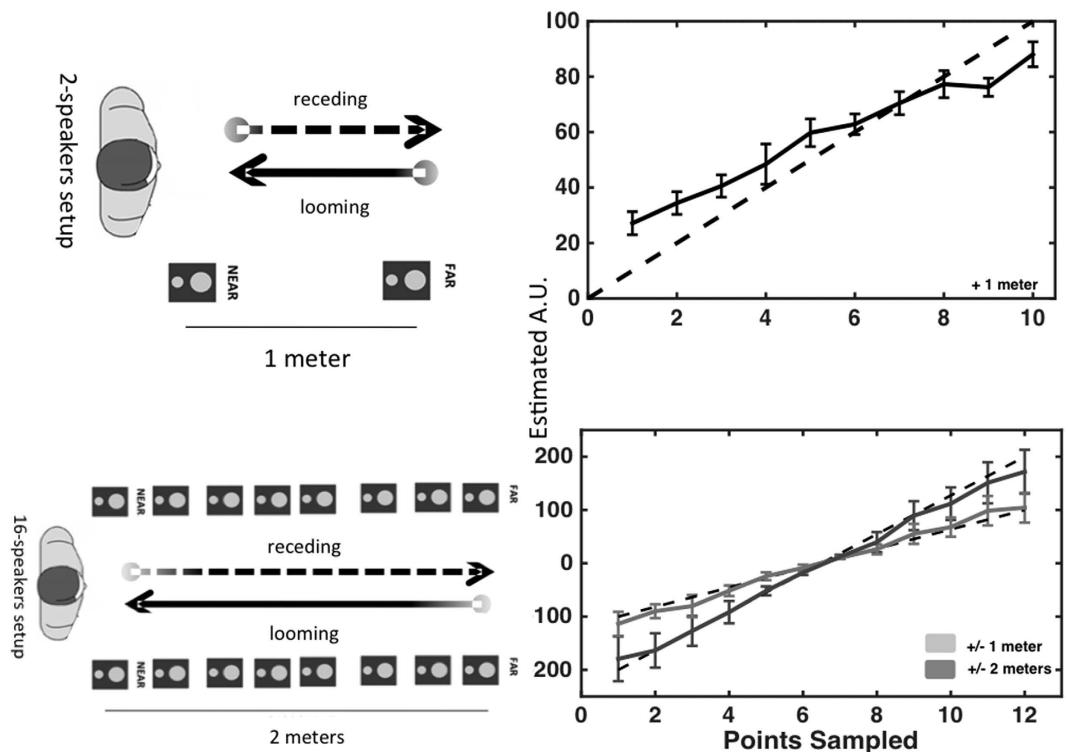 2-speakers setup
receding
looming
NEAR
FAR
1 meter
100
80
60
40
20
0
+ 1 meter
0 2 4 6 8 10
Estimated A.U.
16-speakers setup
NEAR
FAR
receding
looming
NEAR
FAR
2 meters
200
100
0
100
200
+/- 1 meter
+/- 2 meters
0 2 4 6 8 10 12
Points Sampled